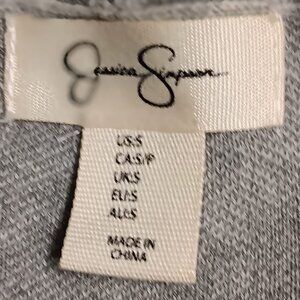 Jessica Simpson
US:S
CA:S/P
UK:S
EU:S
AU:S
MADE IN
CHINA